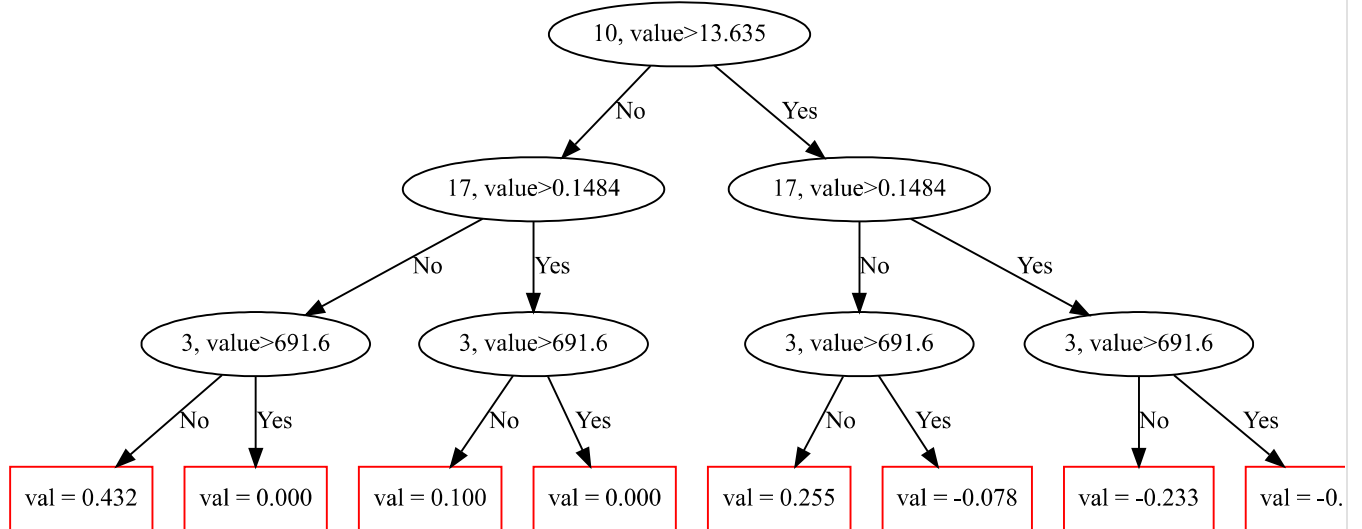 10, value>13.635
No
Yes
17, value>0.1484
17, value>0.1484
No
Yes
No
Yes
3, value>691.6
3, value>691.6
3, value>691.6
3, value>691.6
No
Yes
No
Yes
No
Yes
No
Yes
val = 0.432
val = 0.000
val = 0.100
val = 0.000
val = 0.255
val = -0.078
val = -0.233
val = -0.